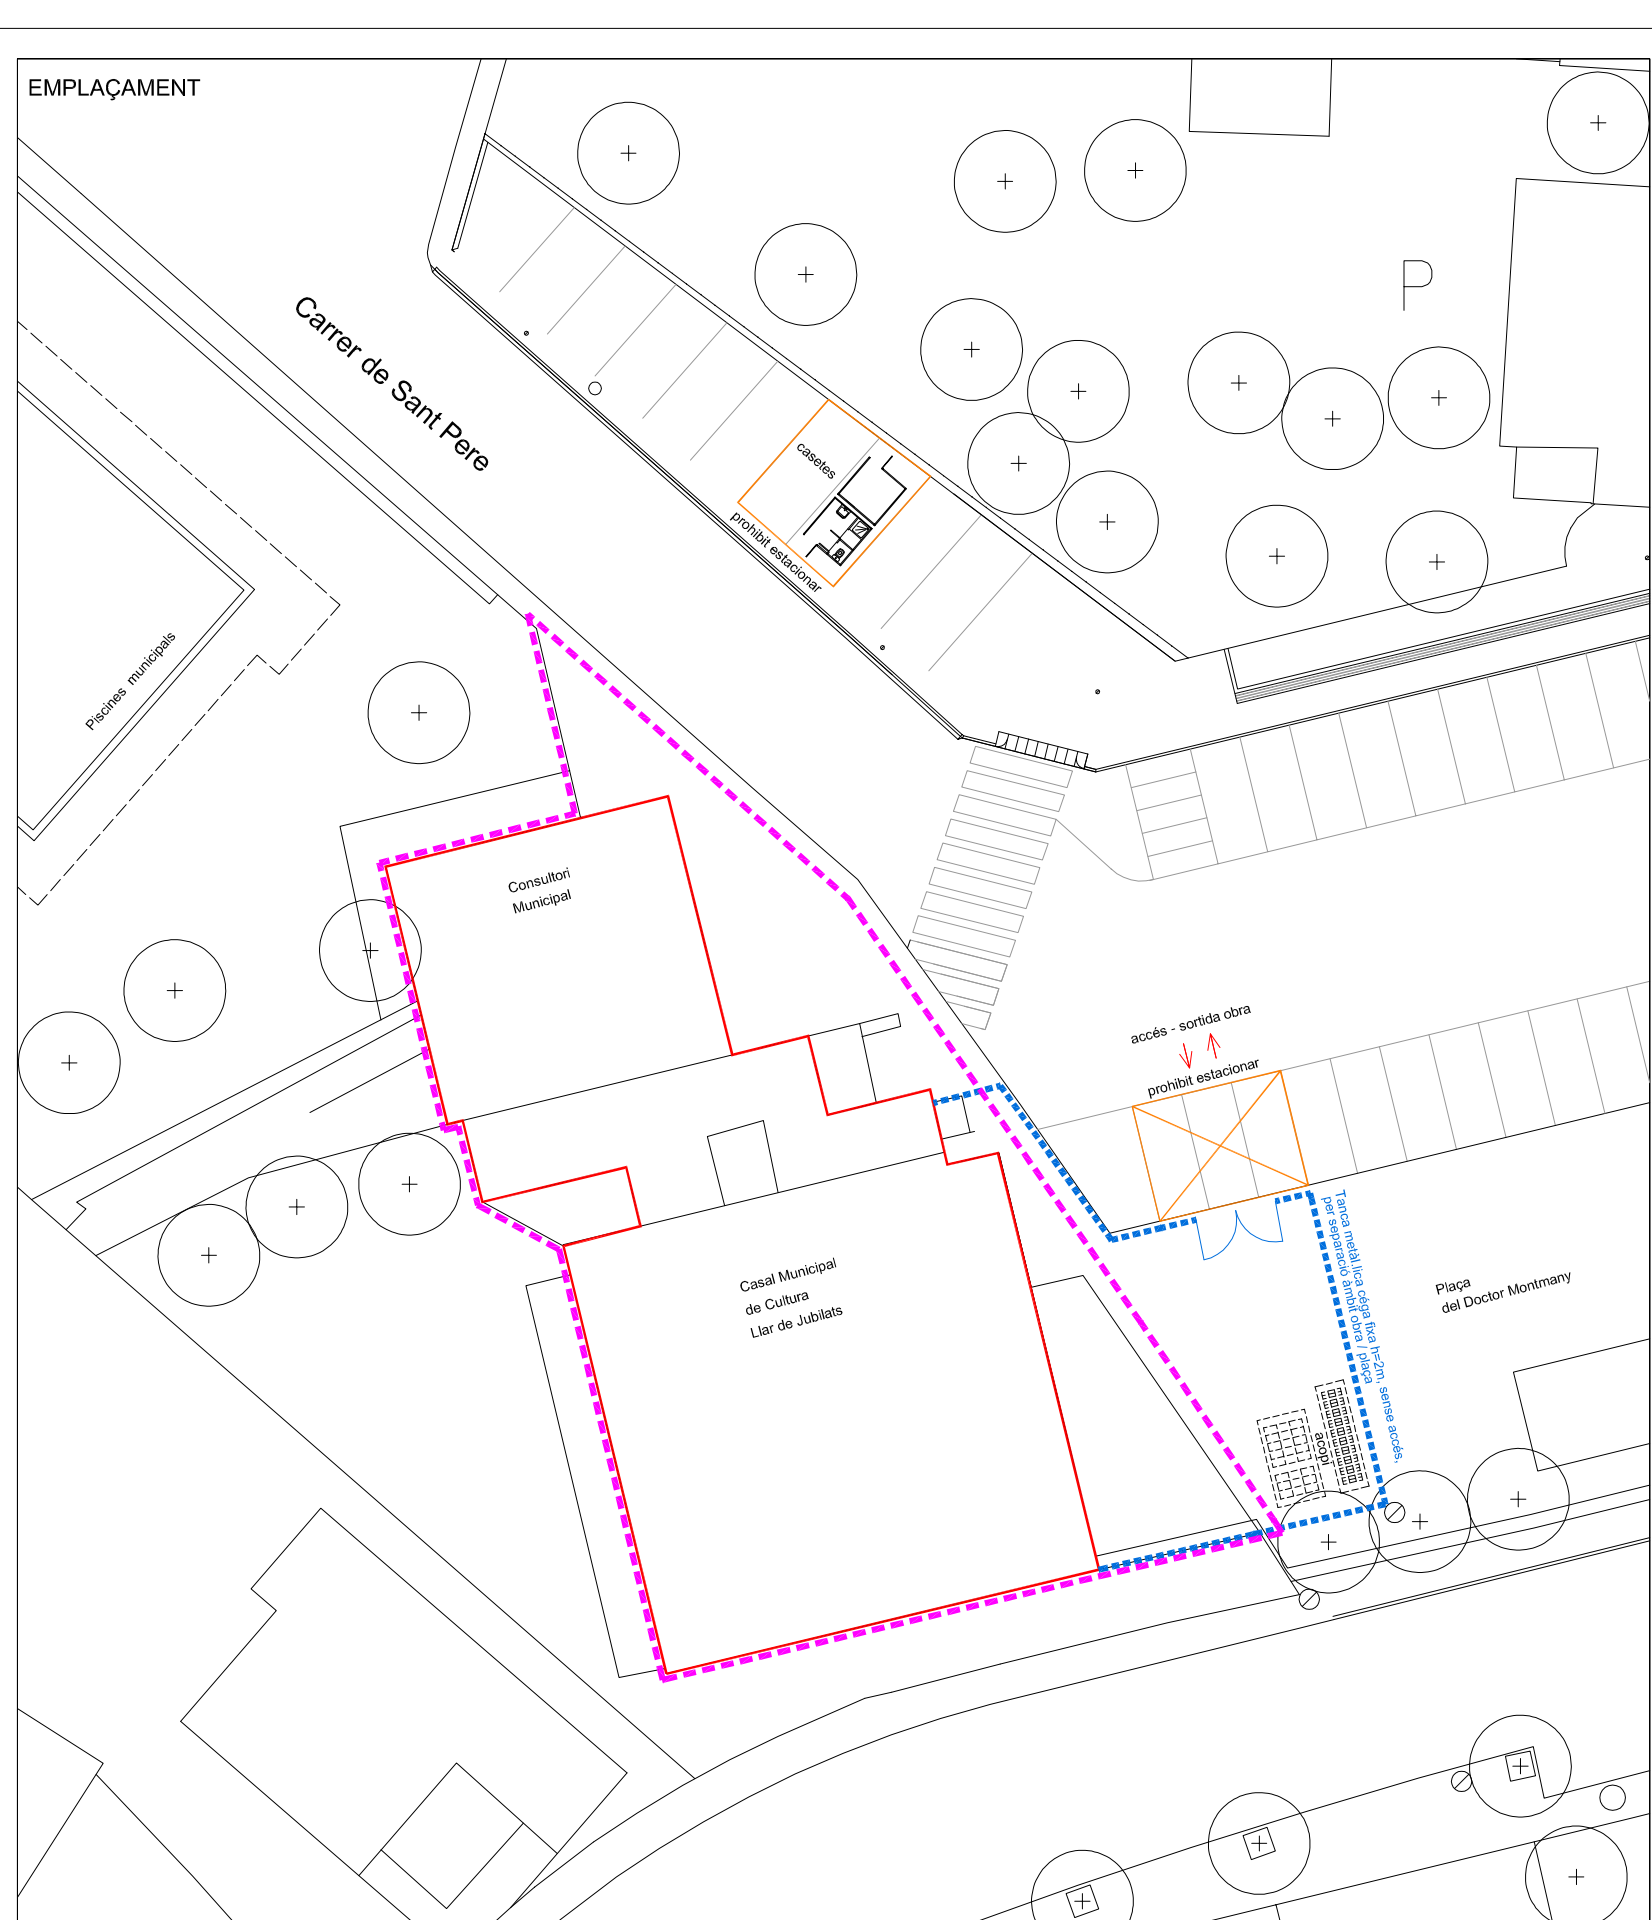 EMPLAÇAMENT
P
Carrer de Sant Pere
casetes
prohibit estacionar
Piscines municipals
Consultori
Municipal
accés - sortida obra
prohibit estacionar
Tanca metàl.lica céga fixa h=2m, sense accés,
per separació àmbit obra / plaça
Plaça
del Doctor Montmany
Casal Municipal
de Cultura
Llar de Jubilats
acopi